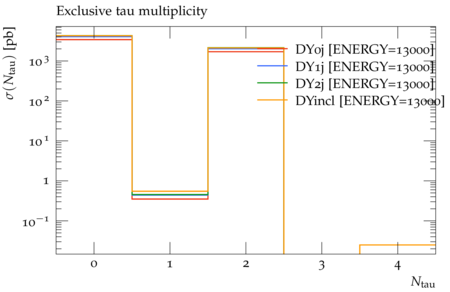 Exclusive tau multiplicity
σ(N_tau) [pb]
DY0j [ENERGY=13000]
DY1j [ENERGY=13000]
DY2j [ENERGY=13000]
DYincl [ENERGY=13000]
10^3
10^2
10^1
1
10^−1
0 1 2 3 4
N_tau